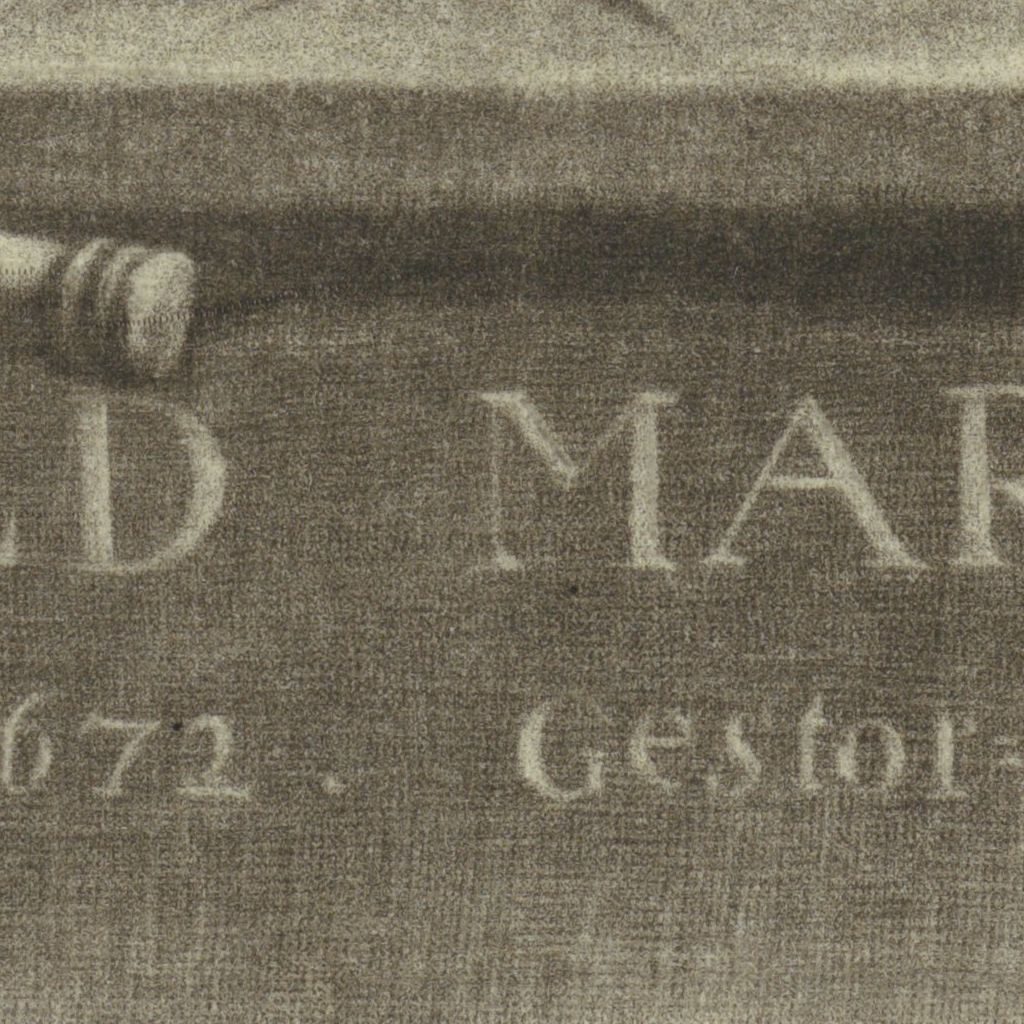 D MAR
672. Gestor-